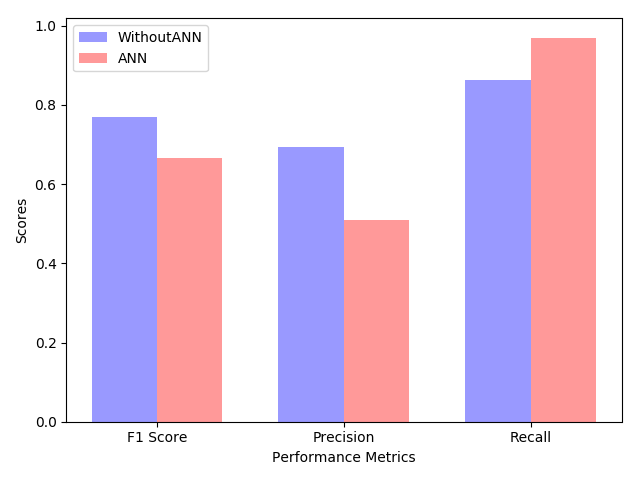 WithoutANN
ANN
1.0
0.8
0.6
0.4
0.2
0.0
Scores
F1 Score Precision Recall
Performance Metrics